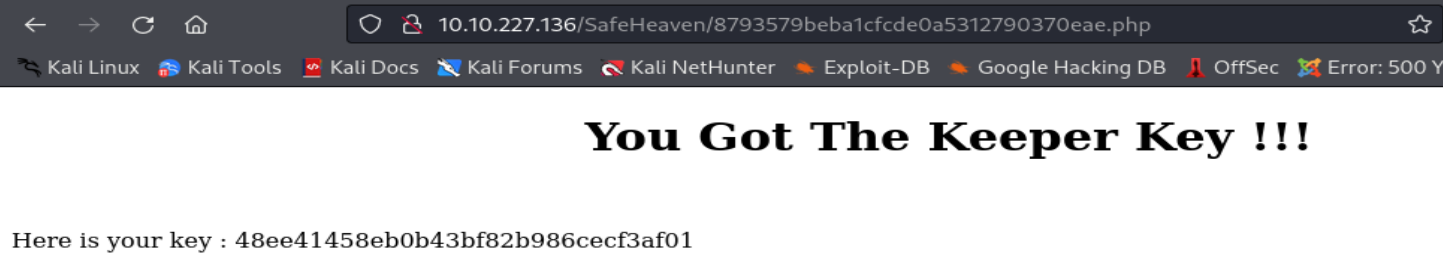 10.10.227.136/SafeHeaven/8793579beba1cfcde0a5312790370eae.php
Kali Linux Kali Tools Kali Docs Kali Forums Kali NetHunter Exploit-DB Google Hacking DB OffSec Error: 500 Y
You Got The Keeper Key !!!
Here is your key : 48ee41458eb0b43bf82b986cecf3af01